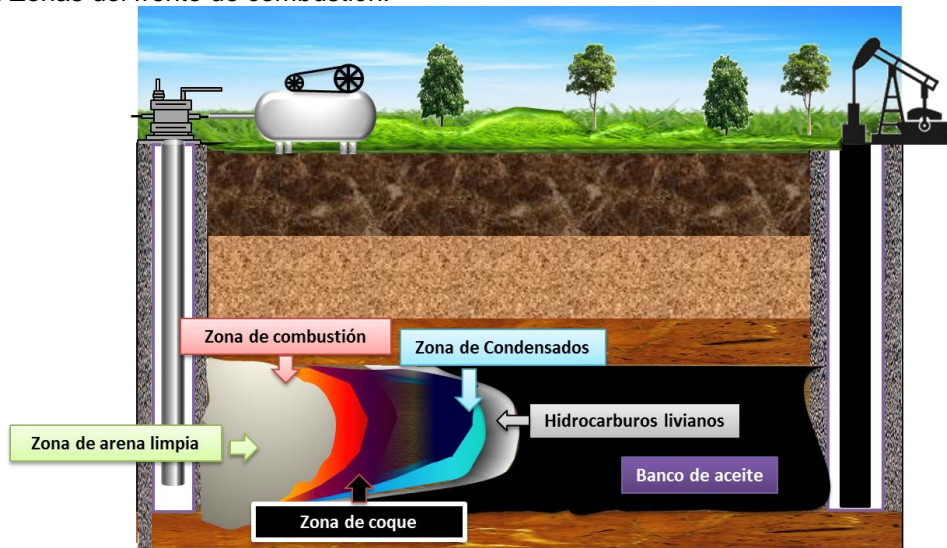 Zonas del frente de combustión.
Zona de combustión
Zona de Condensados
Hidrocarburos livianos
Zona de arena limpia
Banco de aceite
Zona de coque